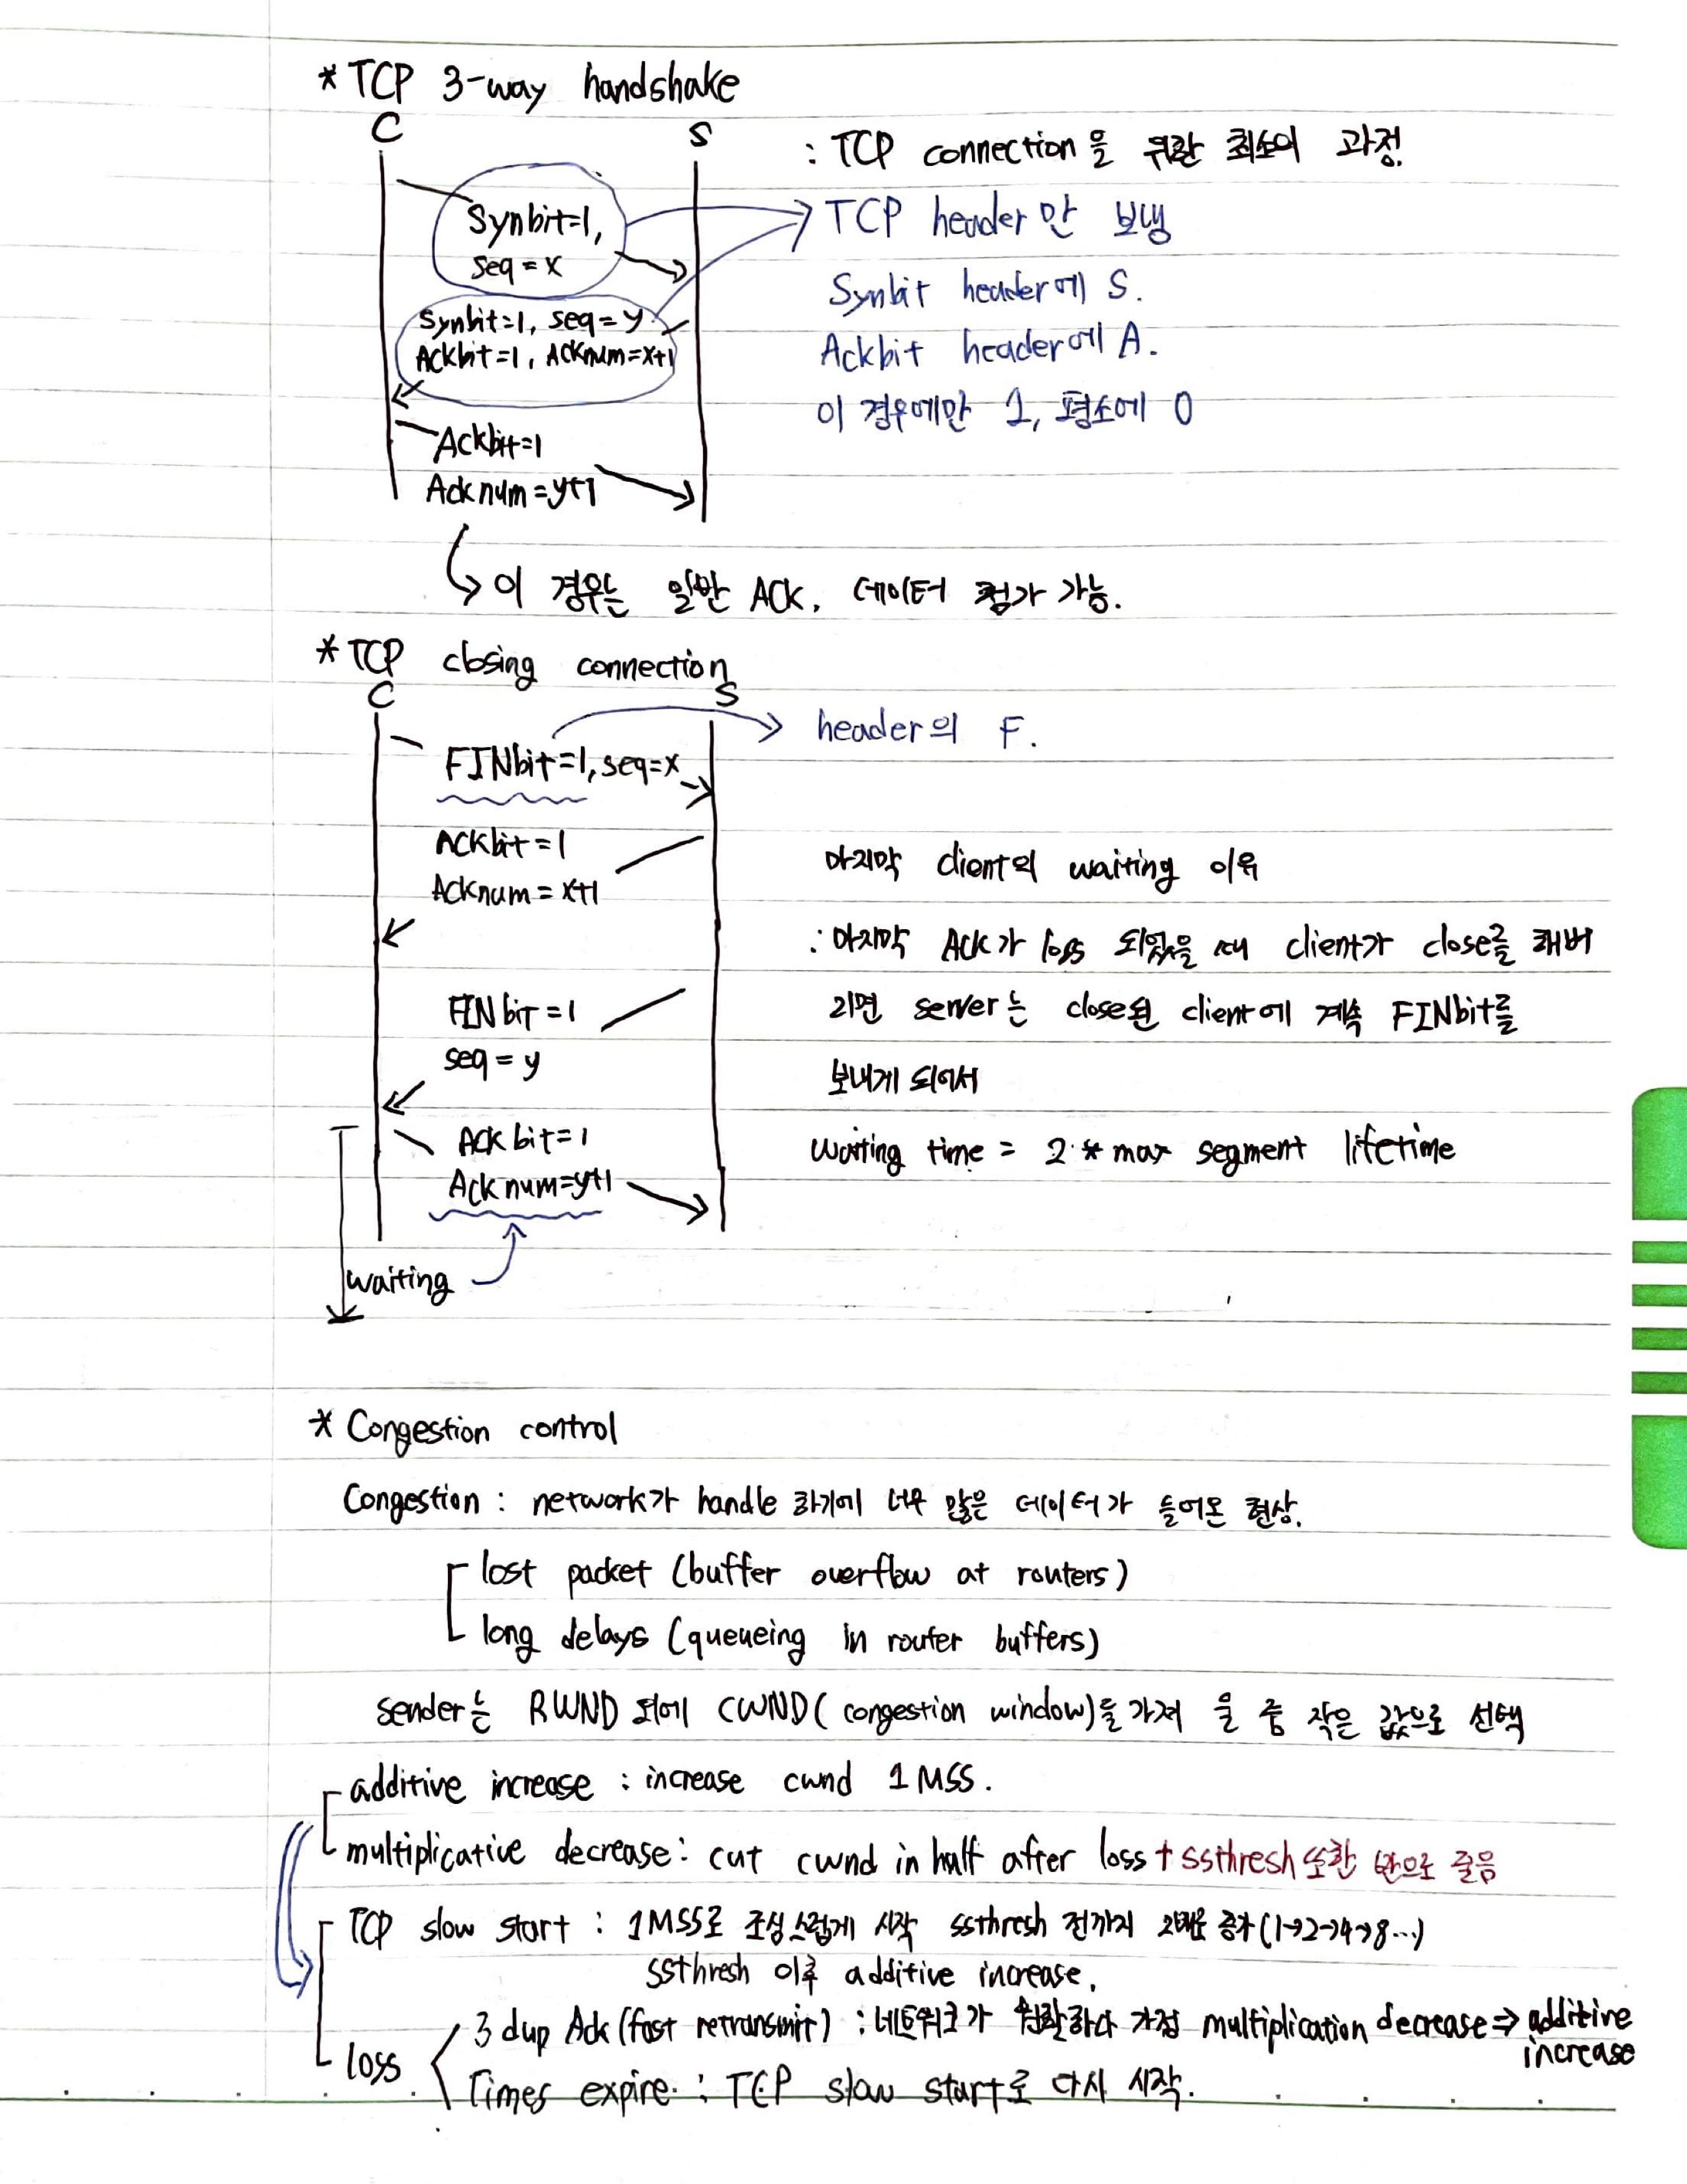 * TCP 3-way handshake
C S
: TCP connection을 위한 최소의 과정.
Synbit=1,
seq = x
TCP header만 보냄
Synbit header에 S.
Synbit=1, seq=y
Ackbit=1, Acknum=x+1
Ackbit header에 A.
이 경우에만 1, 평소에 0
Ackbit=1
Acknum=y+1
이 경우는 일반 ACK, 데이터 첨가 가능.
* TCP closing connection
C S
header의 F.
FINbit=1, seq=x
Ackbit=1
Acknum=x+1
마지막 client의 waiting 이유
: 마지막 Ack가 loss 되었을 때 client가 close를 해버
리면 server는 close된 client에 계속 FINbit를
보내게 되어서
FINbit=1
seq=y
Ackbit=1
Acknum=y+1
waiting time = 2 * max segment lifetime
waiting
* Congestion control
Congestion : network가 handle 하기에 너무 많은 데이터가 들어온 현상.
lost packet (buffer overflow at routers)
long delays (queueing in router buffers)
sender는 RWND 외에 CWND(congestion window)를 가져 둘 중 작은 값으로 선택
additive increase : increase cwnd 1 MSS.
multiplicative decrease : cut cwnd in half after loss + ssthresh 또한 반으로 줄음
TCP slow start : 1MSS로 조심스럽게 시작 ssthresh 전까지 2배로 증가 (1→2→4→8...)
ssthresh 이후 additive increase.
loss
3 dup Ack (fast retransmit) : 네트워크가 원활하다 가정 multiplication decrease ⇒ additive increase
Times expire : TCP slow start로 다시 시작.